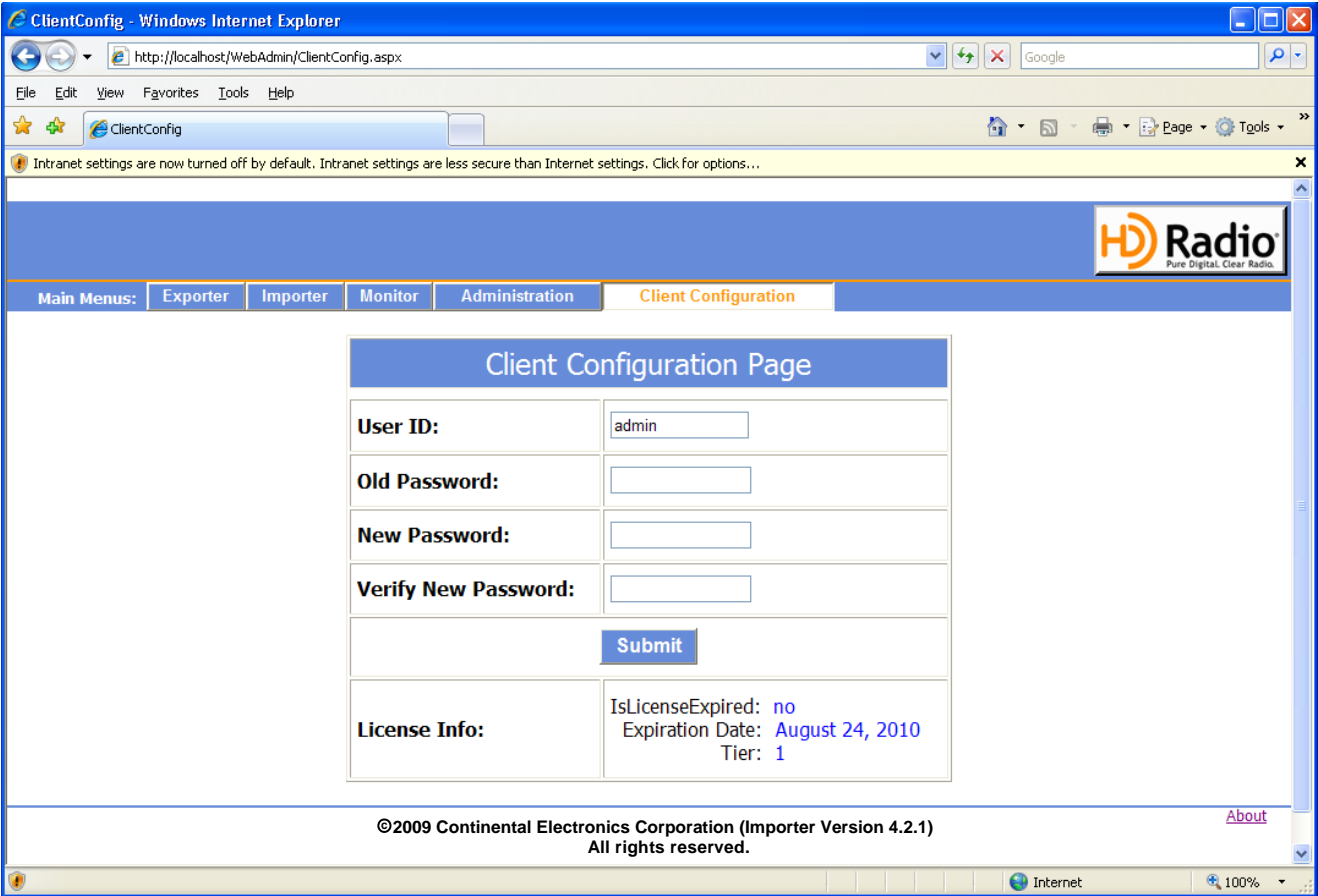 ClientConfig - Windows Internet Explorer
http://localhost/WebAdmin/ClientConfig.aspx
Google
File Edit View Favorites Tools Help
ClientConfig
Page Tools »
Intranet settings are now turned off by default. Intranet settings are less secure than Internet settings. Click for options...
HD Radio
Pure Digital. Clear Radio.
Main Menus: Exporter Importer Monitor Administration Client Configuration
Client Configuration Page
User ID: admin
Old Password:
New Password:
Verify New Password:
Submit
License Info:
IsLicenseExpired: no
Expiration Date: August 24, 2010
Tier: 1
About
©2009 Continental Electronics Corporation (Importer Version 4.2.1)
All rights reserved.
Internet 100%